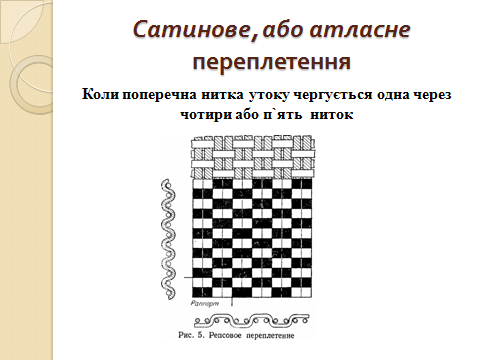 Сатинове, або атласне
переплетення
Коли поперечна нитка утоку чергується одна через
чотири або п`ять ниток
Раппорт
Рис. 5. Репсовое переплетение